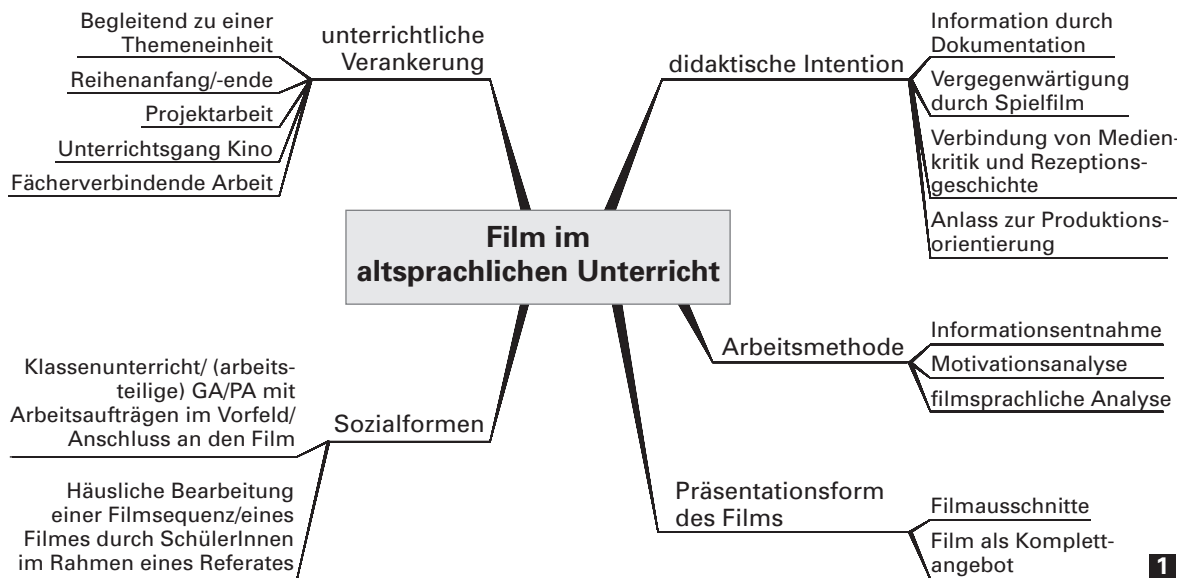 Film im
altsprachlichen Unterricht
unterrichtliche
Verankerung
Begleitend zu einer
Themeneinheit
Reihenanfang/-ende
Projektarbeit
Unterrichtsgang Kino
Fächerverbindende Arbeit
didaktische Intention
Information durch
Dokumentation
Vergegenwärtigung
durch Spielfilm
Verbindung von Medien-
kritik und Rezeptions-
geschichte
Anlass zur Produktions-
orientierung
Arbeitsmethode
Informationsentnahme
Motivationsanalyse
filmsprachliche Analyse
Sozialformen
Klassenunterricht/ (arbeits-
teilige) GA/PA mit
Arbeitsaufträgen im Vorfeld/
Anschluss an den Film
Häusliche Bearbeitung
einer Filmsequenz/eines
Filmes durch SchülerInnen
im Rahmen eines Referates
Präsentationsform
des Films
Filmausschnitte
Film als Komplett-
angebot
1